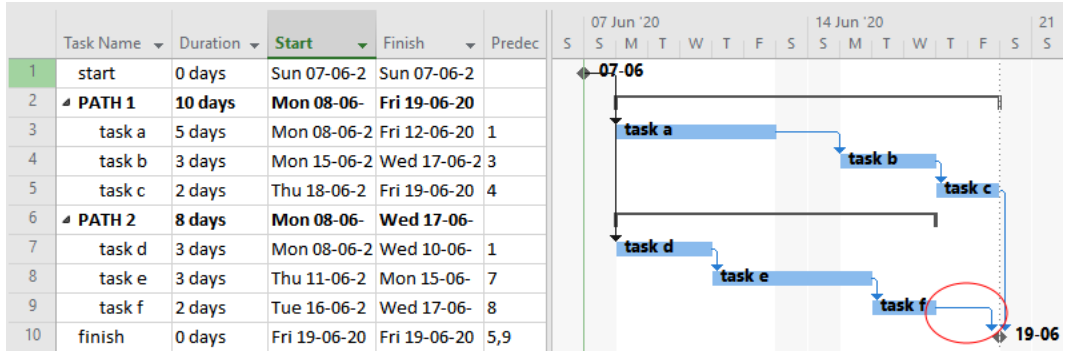 07 Jun '20 14 Jun '20 21
Task Name Duration Start Finish Predec S S M T W T F S S M T W T F S S
1 start 0 days Sun 07-06-2 Sun 07-06-2 07-06
2 PATH 1 10 days Mon 08-06- Fri 19-06-20
3 task a 5 days Mon 08-06-2 Fri 12-06-20 1 task a
4 task b 3 days Mon 15-06-2 Wed 17-06-2 3 task b
5 task c 2 days Thu 18-06-2 Fri 19-06-20 4 task c
6 PATH 2 8 days Mon 08-06- Wed 17-06-
7 task d 3 days Mon 08-06-2 Wed 10-06- 1 task d
8 task e 3 days Thu 11-06-2 Mon 15-06- 7 task e
9 task f 2 days Tue 16-06-2 Wed 17-06- 8 task f
10 finish 0 days Fri 19-06-20 Fri 19-06-20 5,9 19-06